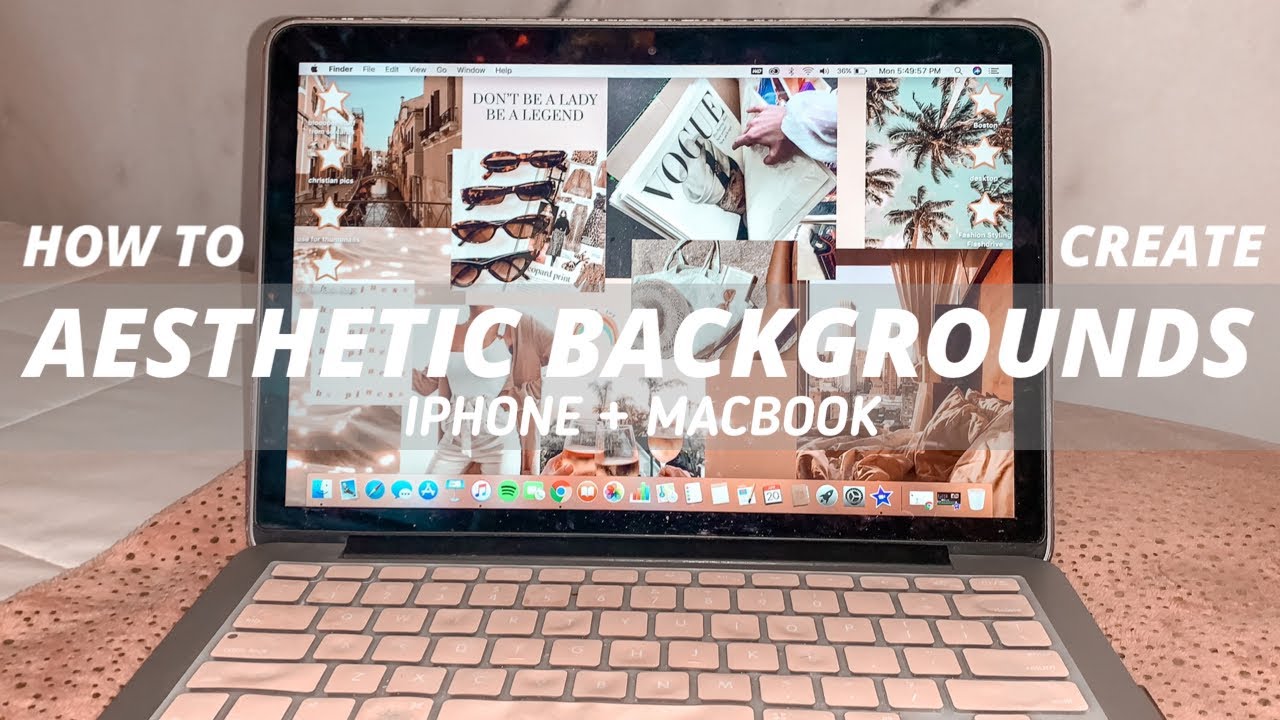 Finder File Edit View Go Window Help
36% Mon 5:49:57 PM
DON'T BE A LADY
BE A LEGEND
VOGUE
Boston
christian pics
desktop
use for thumbnails
Fashion Styling
Flashdrive
leopard print
HOW TO
CREATE
AESTHETIC BACKGROUNDS
IPHONE + MACBOOK
20